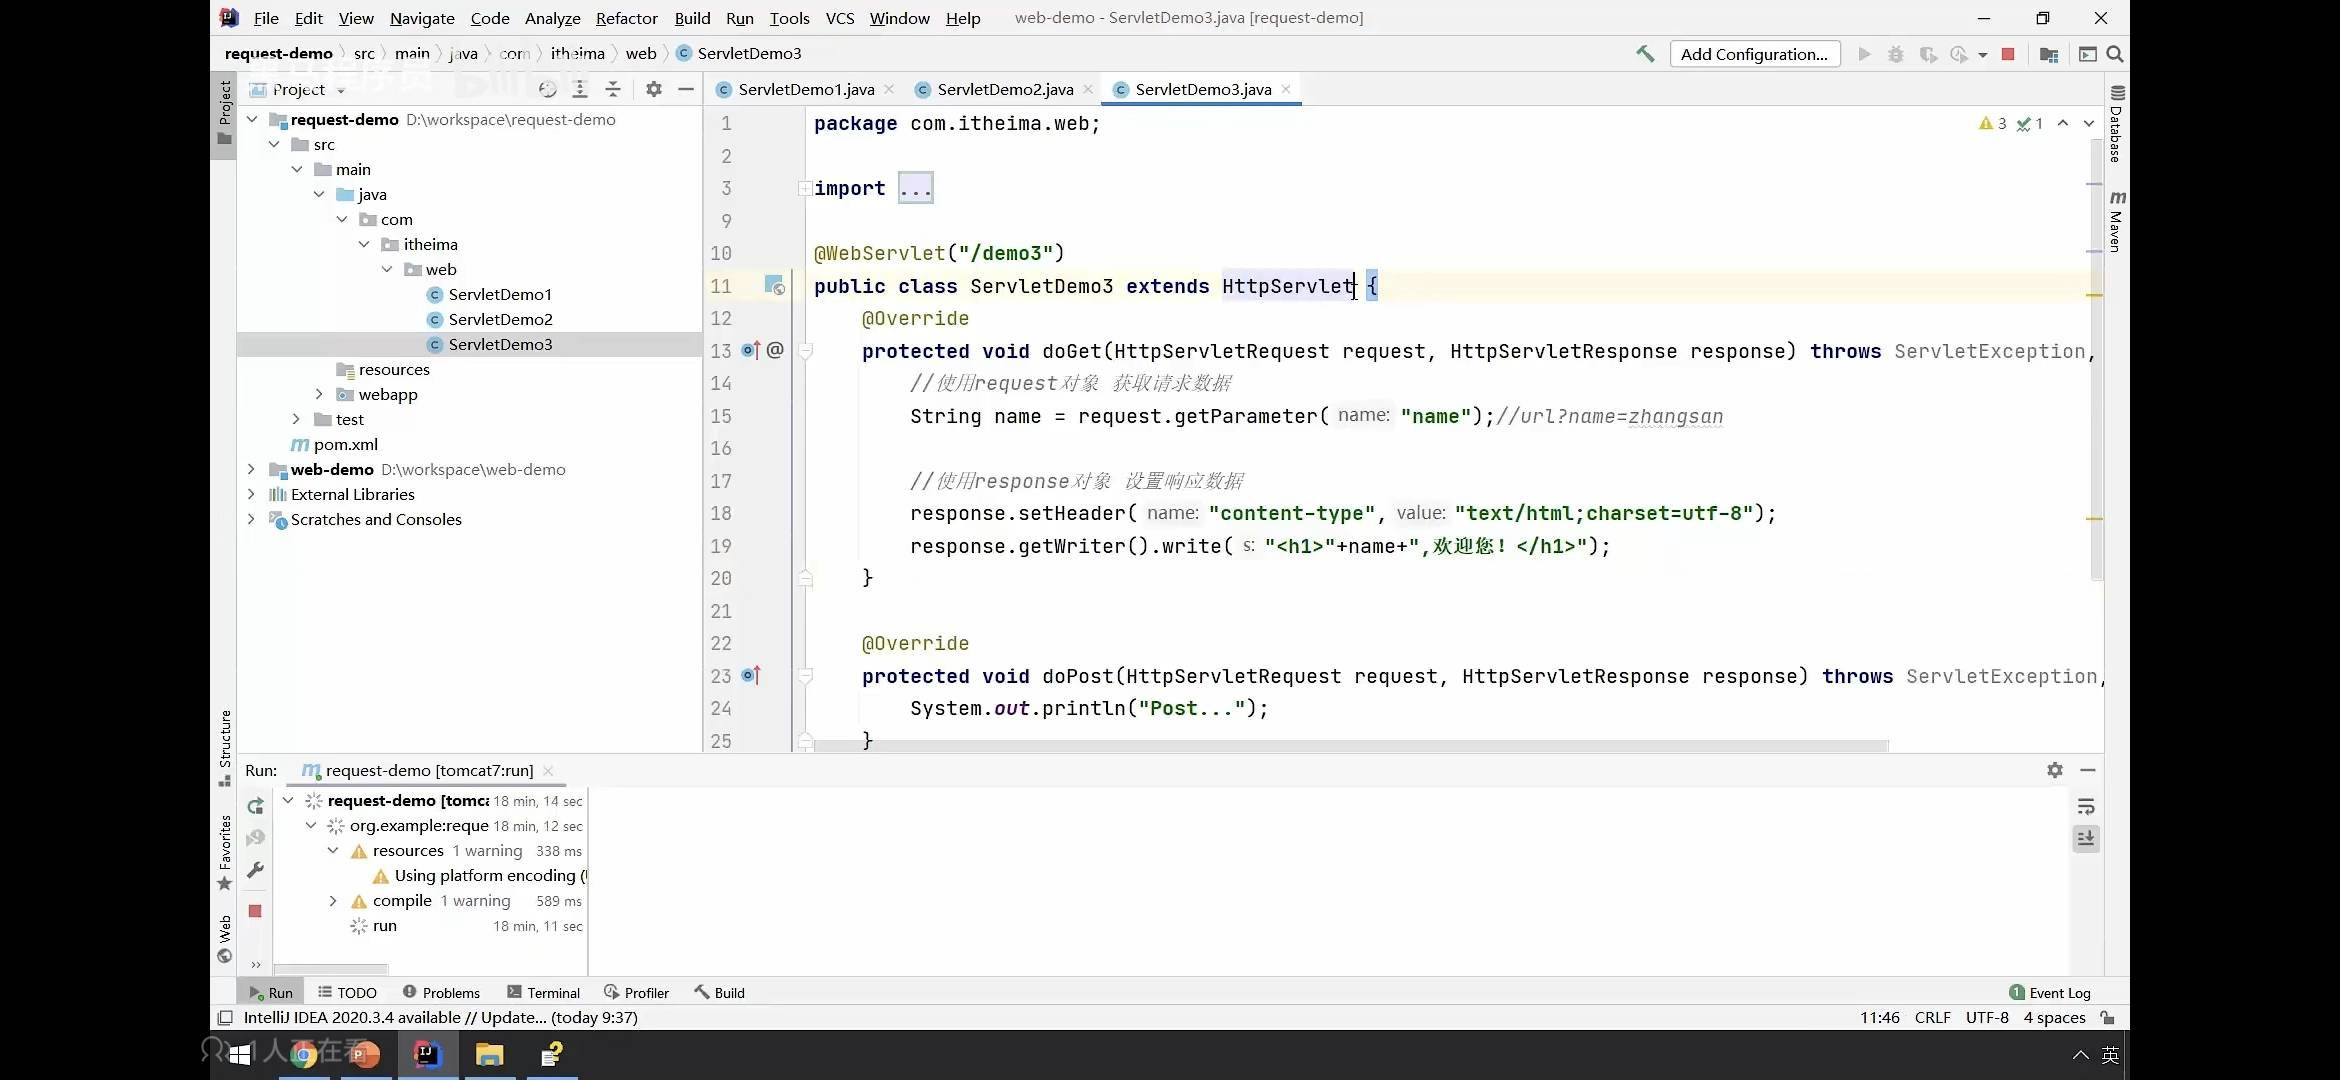 File Edit View Navigate Code Analyze Refactor Build Run Tools VCS Window Help web-demo - ServletDemo3.java [request-demo]
request-demo src main java com itheima web ServletDemo3 Add Configuration...
Project ServletDemo1.java ServletDemo2.java ServletDemo3.java
Project
request-demo D:\workspace\request-demo
src
main
java
com
itheima
web
ServletDemo1
ServletDemo2
ServletDemo3
resources
webapp
test
pom.xml
web-demo D:\workspace\web-demo
External Libraries
Scratches and Consoles
1 package com.itheima.web;
2
3 import ...
9
10 @WebServlet("/demo3")
11 public class ServletDemo3 extends HttpServlet {
12 @Override
13 protected void doGet(HttpServletRequest request, HttpServletResponse response) throws ServletException,
14 //使用request对象 获取请求数据
15 String name = request.getParameter( name: "name");//url?name=zhangsan
16
17 //使用response对象 设置响应数据
18 response.setHeader( name: "content-type", value: "text/html;charset=utf-8");
19 response.getWriter().write( s: "<h1>"+name+",欢迎您！</h1>");
20 }
21
22 @Override
23 protected void doPost(HttpServletRequest request, HttpServletResponse response) throws ServletException,
24 System.out.println("Post...");
25 }
3 1
Database
Maven
Structure
Favorites
Web
Run: request-demo [tomcat7:run]
request-demo [tomc 18 min, 14 sec
org.example:reque 18 min, 12 sec
resources 1 warning 338 ms
Using platform encoding (
compile 1 warning 589 ms
run 18 min, 11 sec
Run TODO Problems Terminal Profiler Build 1 Event Log
IntelliJ IDEA 2020.3.4 available // Update... (today 9:37) 11:46 CRLF UTF-8 4 spaces
1人正在看 英